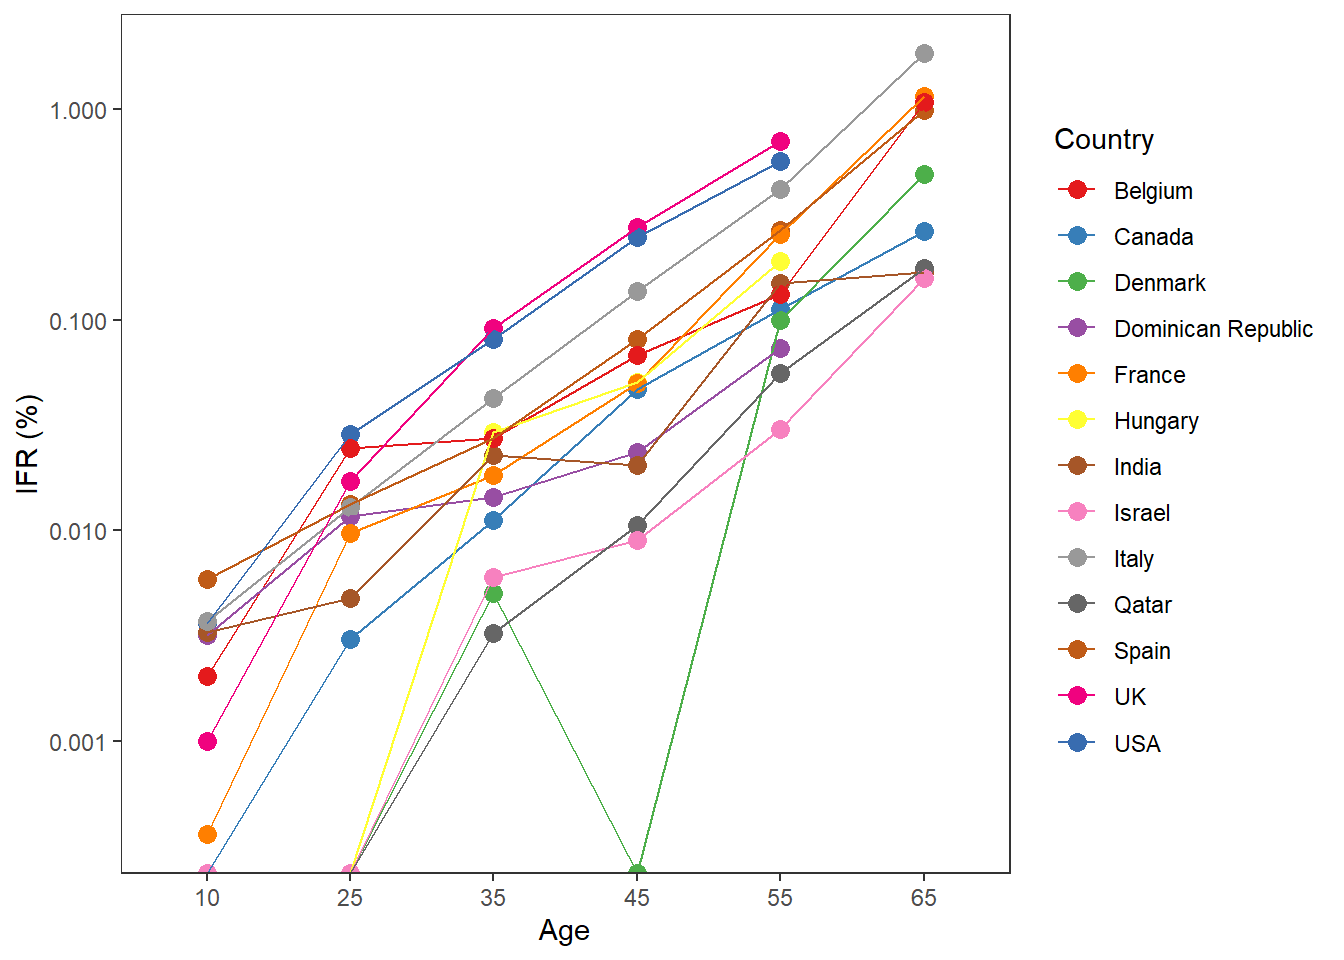 1.000
0.100
0.010
0.001
IFR (%)
10 25 35 45 55 65
Age
Country
Belgium
Canada
Denmark
Dominican Republic
France
Hungary
India
Israel
Italy
Qatar
Spain
UK
USA